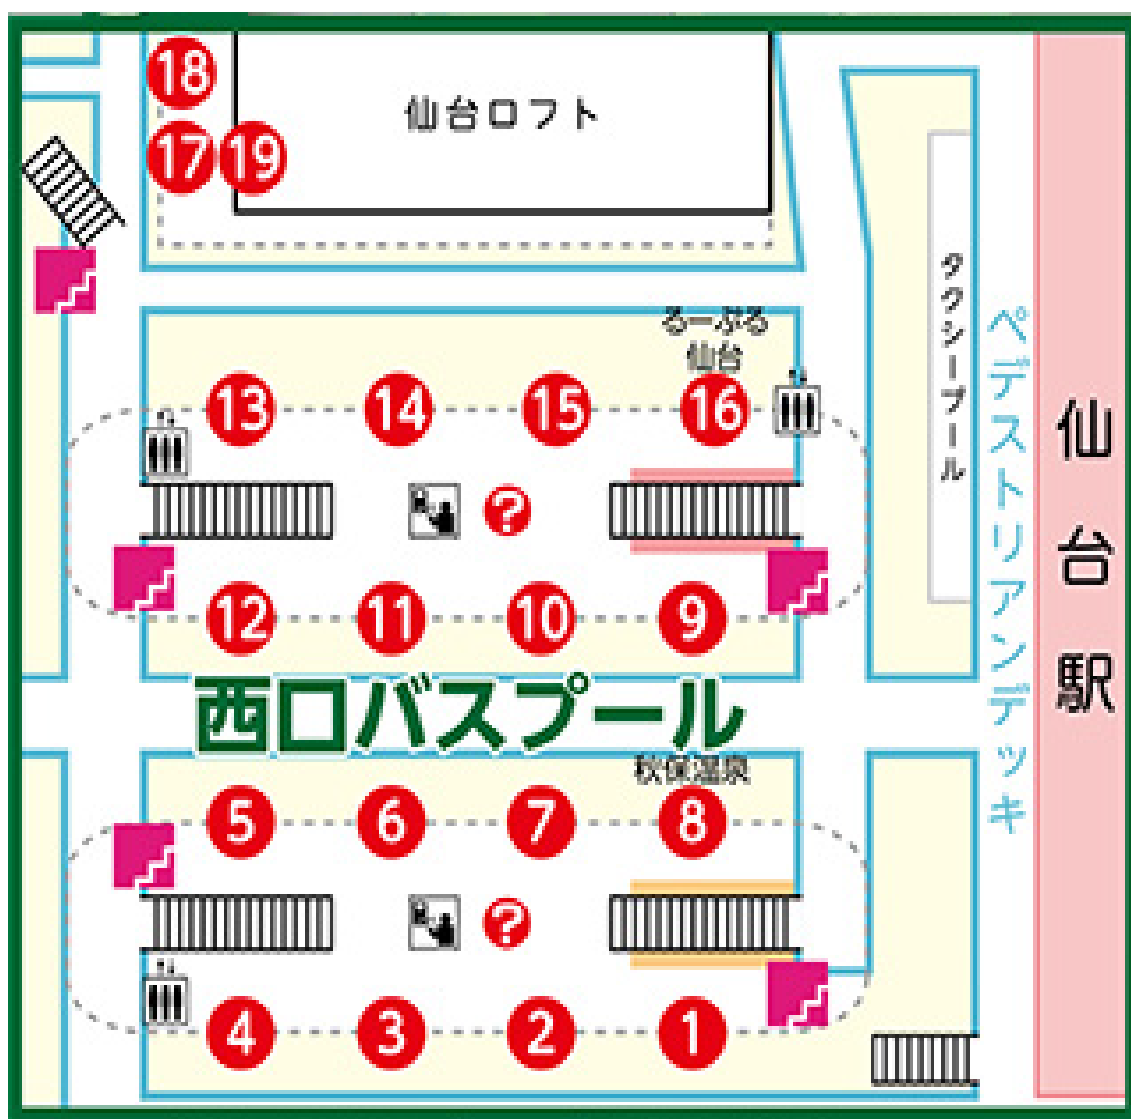 18
17 19
仙台ロフト
るーぷる
仙台
13 14 15 16
?
12 11 10 9
西口バスプール
秋保温泉
5 6 7 8
?
4 3 2 1
タクシープール
ペデストリアンデッキ
仙台駅